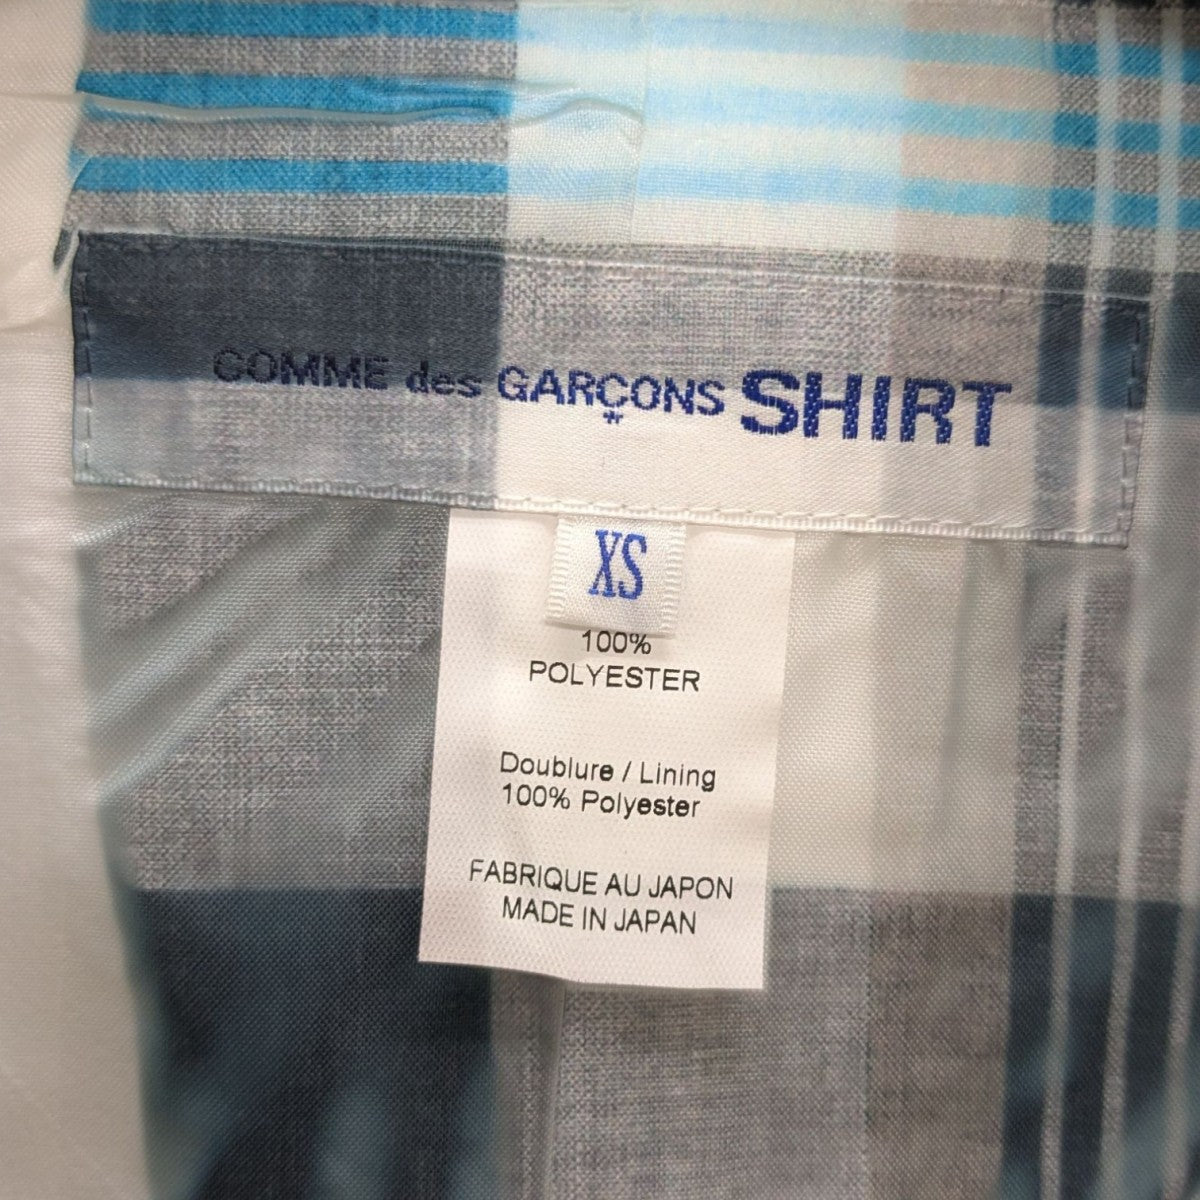 COMME des GARÇONS SHIRT
*
XS
100%
POLYESTER
Doublure / Lining
100% Polyester
FABRIQUE AU JAPON
MADE IN JAPAN